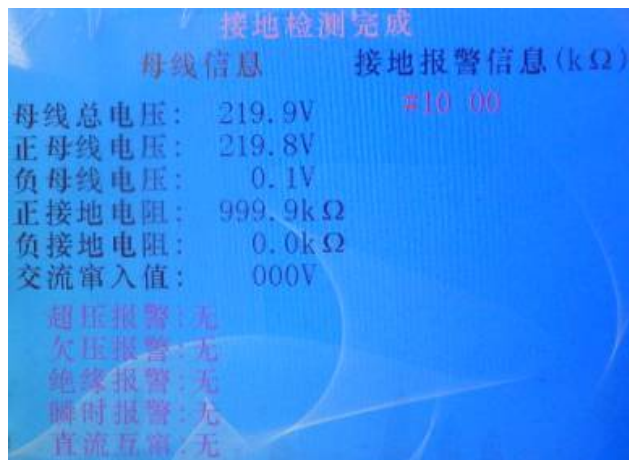 接地检测完成
母线信息
接地报警信息(kΩ)
母线总电压: 219.9V
#10 00
正母线电压: 219.8V
负母线电压: 0.1V
正接地电阻: 999.9kΩ
负接地电阻: 0.0kΩ
交流窜入值: 000V
超压报警:无
欠压报警:无
绝缘报警:无
瞬时报警:无
直流互窜:无